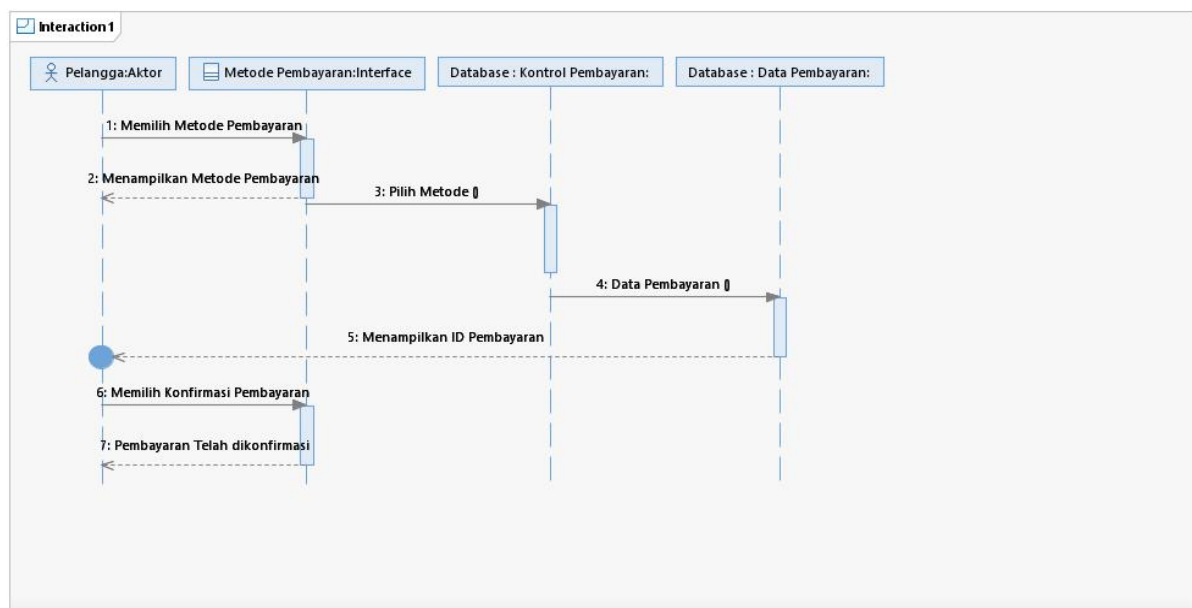 Interaction1
Pelangga:Aktor
Metode Pembayaran:Interface
Database : Kontrol Pembayaran:
Database : Data Pembayaran:
1: Memilih Metode Pembayaran
2: Menampilkan Metode Pembayaran
3: Pilih Metode ()
4: Data Pembayaran ()
5: Menampilkan ID Pembayaran
6: Memilih Konfirmasi Pembayaran
7: Pembayaran Telah dikonfirmasi